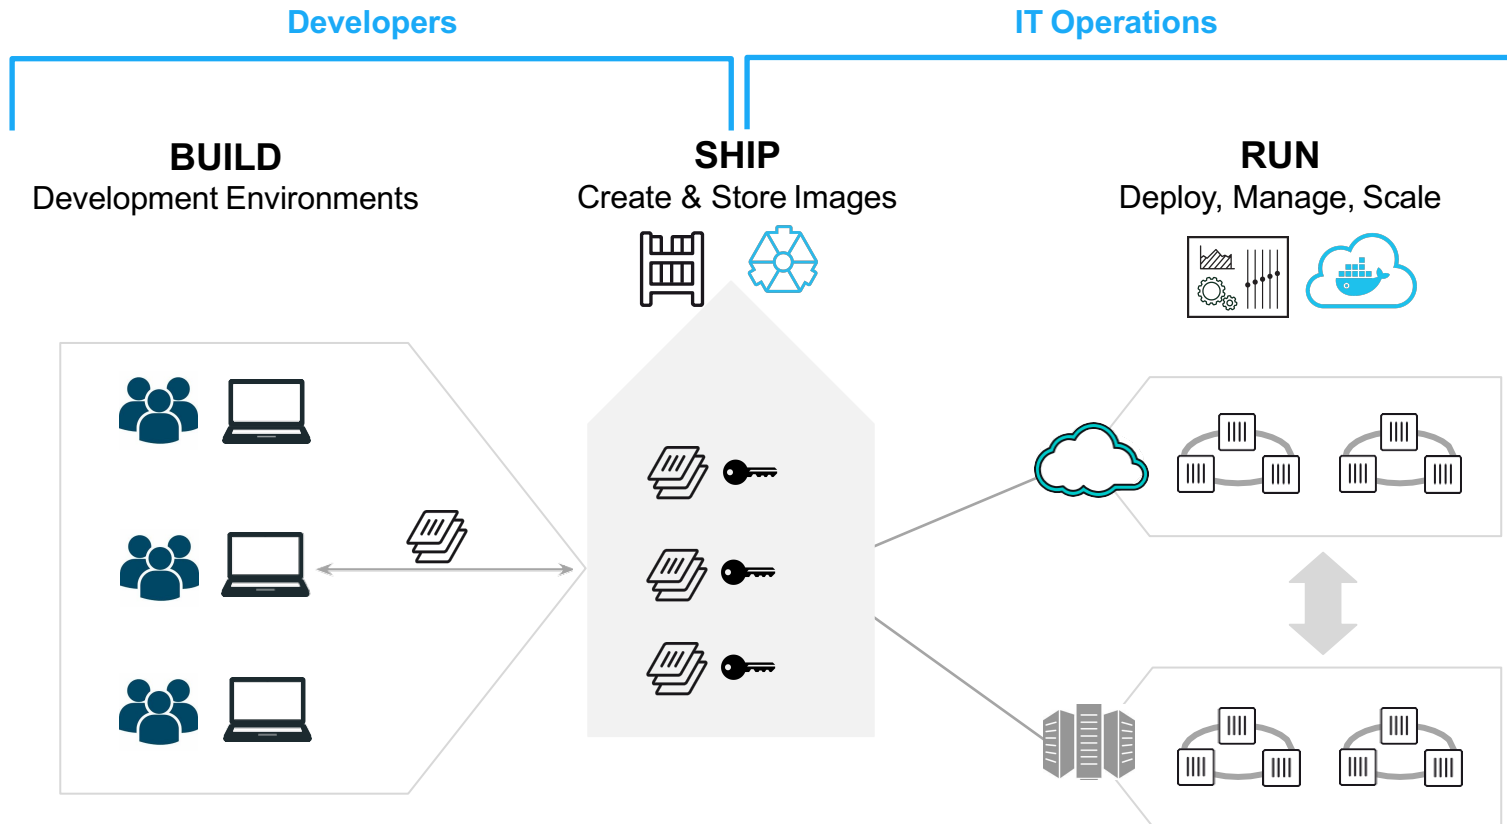 Developers
IT Operations
BUILD
Development Environments
SHIP
Create & Store Images
RUN
Deploy, Manage, Scale